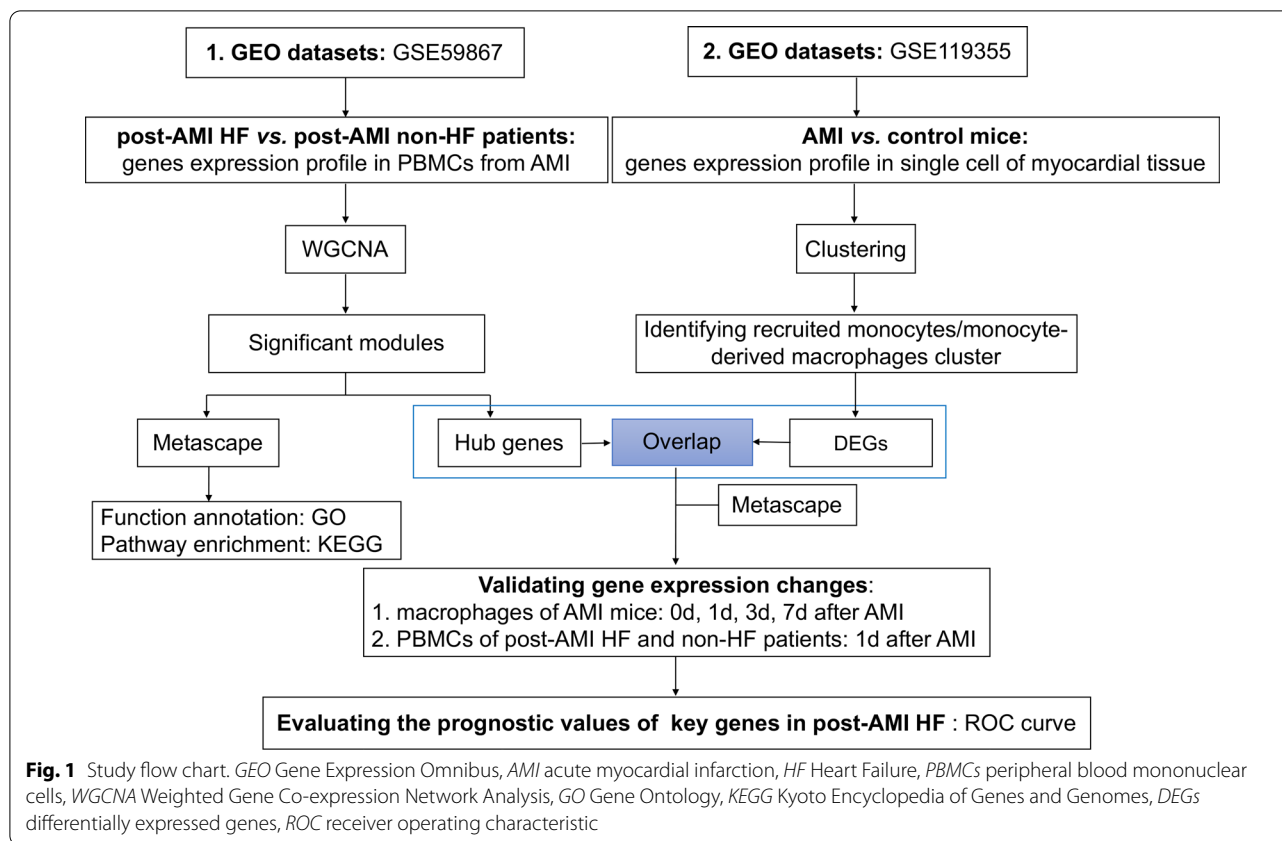 1. GEO datasets: GSE59867
2. GEO datasets: GSE119355
post-AMI HF vs. post-AMI non-HF patients:
genes expression profile in PBMCs from AMI
AMI vs. control mice:
genes expression profile in single cell of myocardial tissue
WGCNA
Clustering
Significant modules
Identifying recruited monocytes/monocyte-
derived macrophages cluster
Metascape
Hub genes
Overlap
DEGs
Metascape
Function annotation: GO
Pathway enrichment: KEGG
Validating gene expression changes:
1. macrophages of AMI mice: 0d, 1d, 3d, 7d after AMI
2. PBMCs of post-AMI HF and non-HF patients: 1d after AMI
Evaluating the prognostic values of key genes in post-AMI HF : ROC curve
Fig. 1 Study flow chart. GEO Gene Expression Omnibus, AMI acute myocardial infarction, HF Heart Failure, PBMCs peripheral blood mononuclear
cells, WGCNA Weighted Gene Co-expression Network Analysis, GO Gene Ontology, KEGG Kyoto Encyclopedia of Genes and Genomes, DEGs
differentially expressed genes, ROC receiver operating characteristic